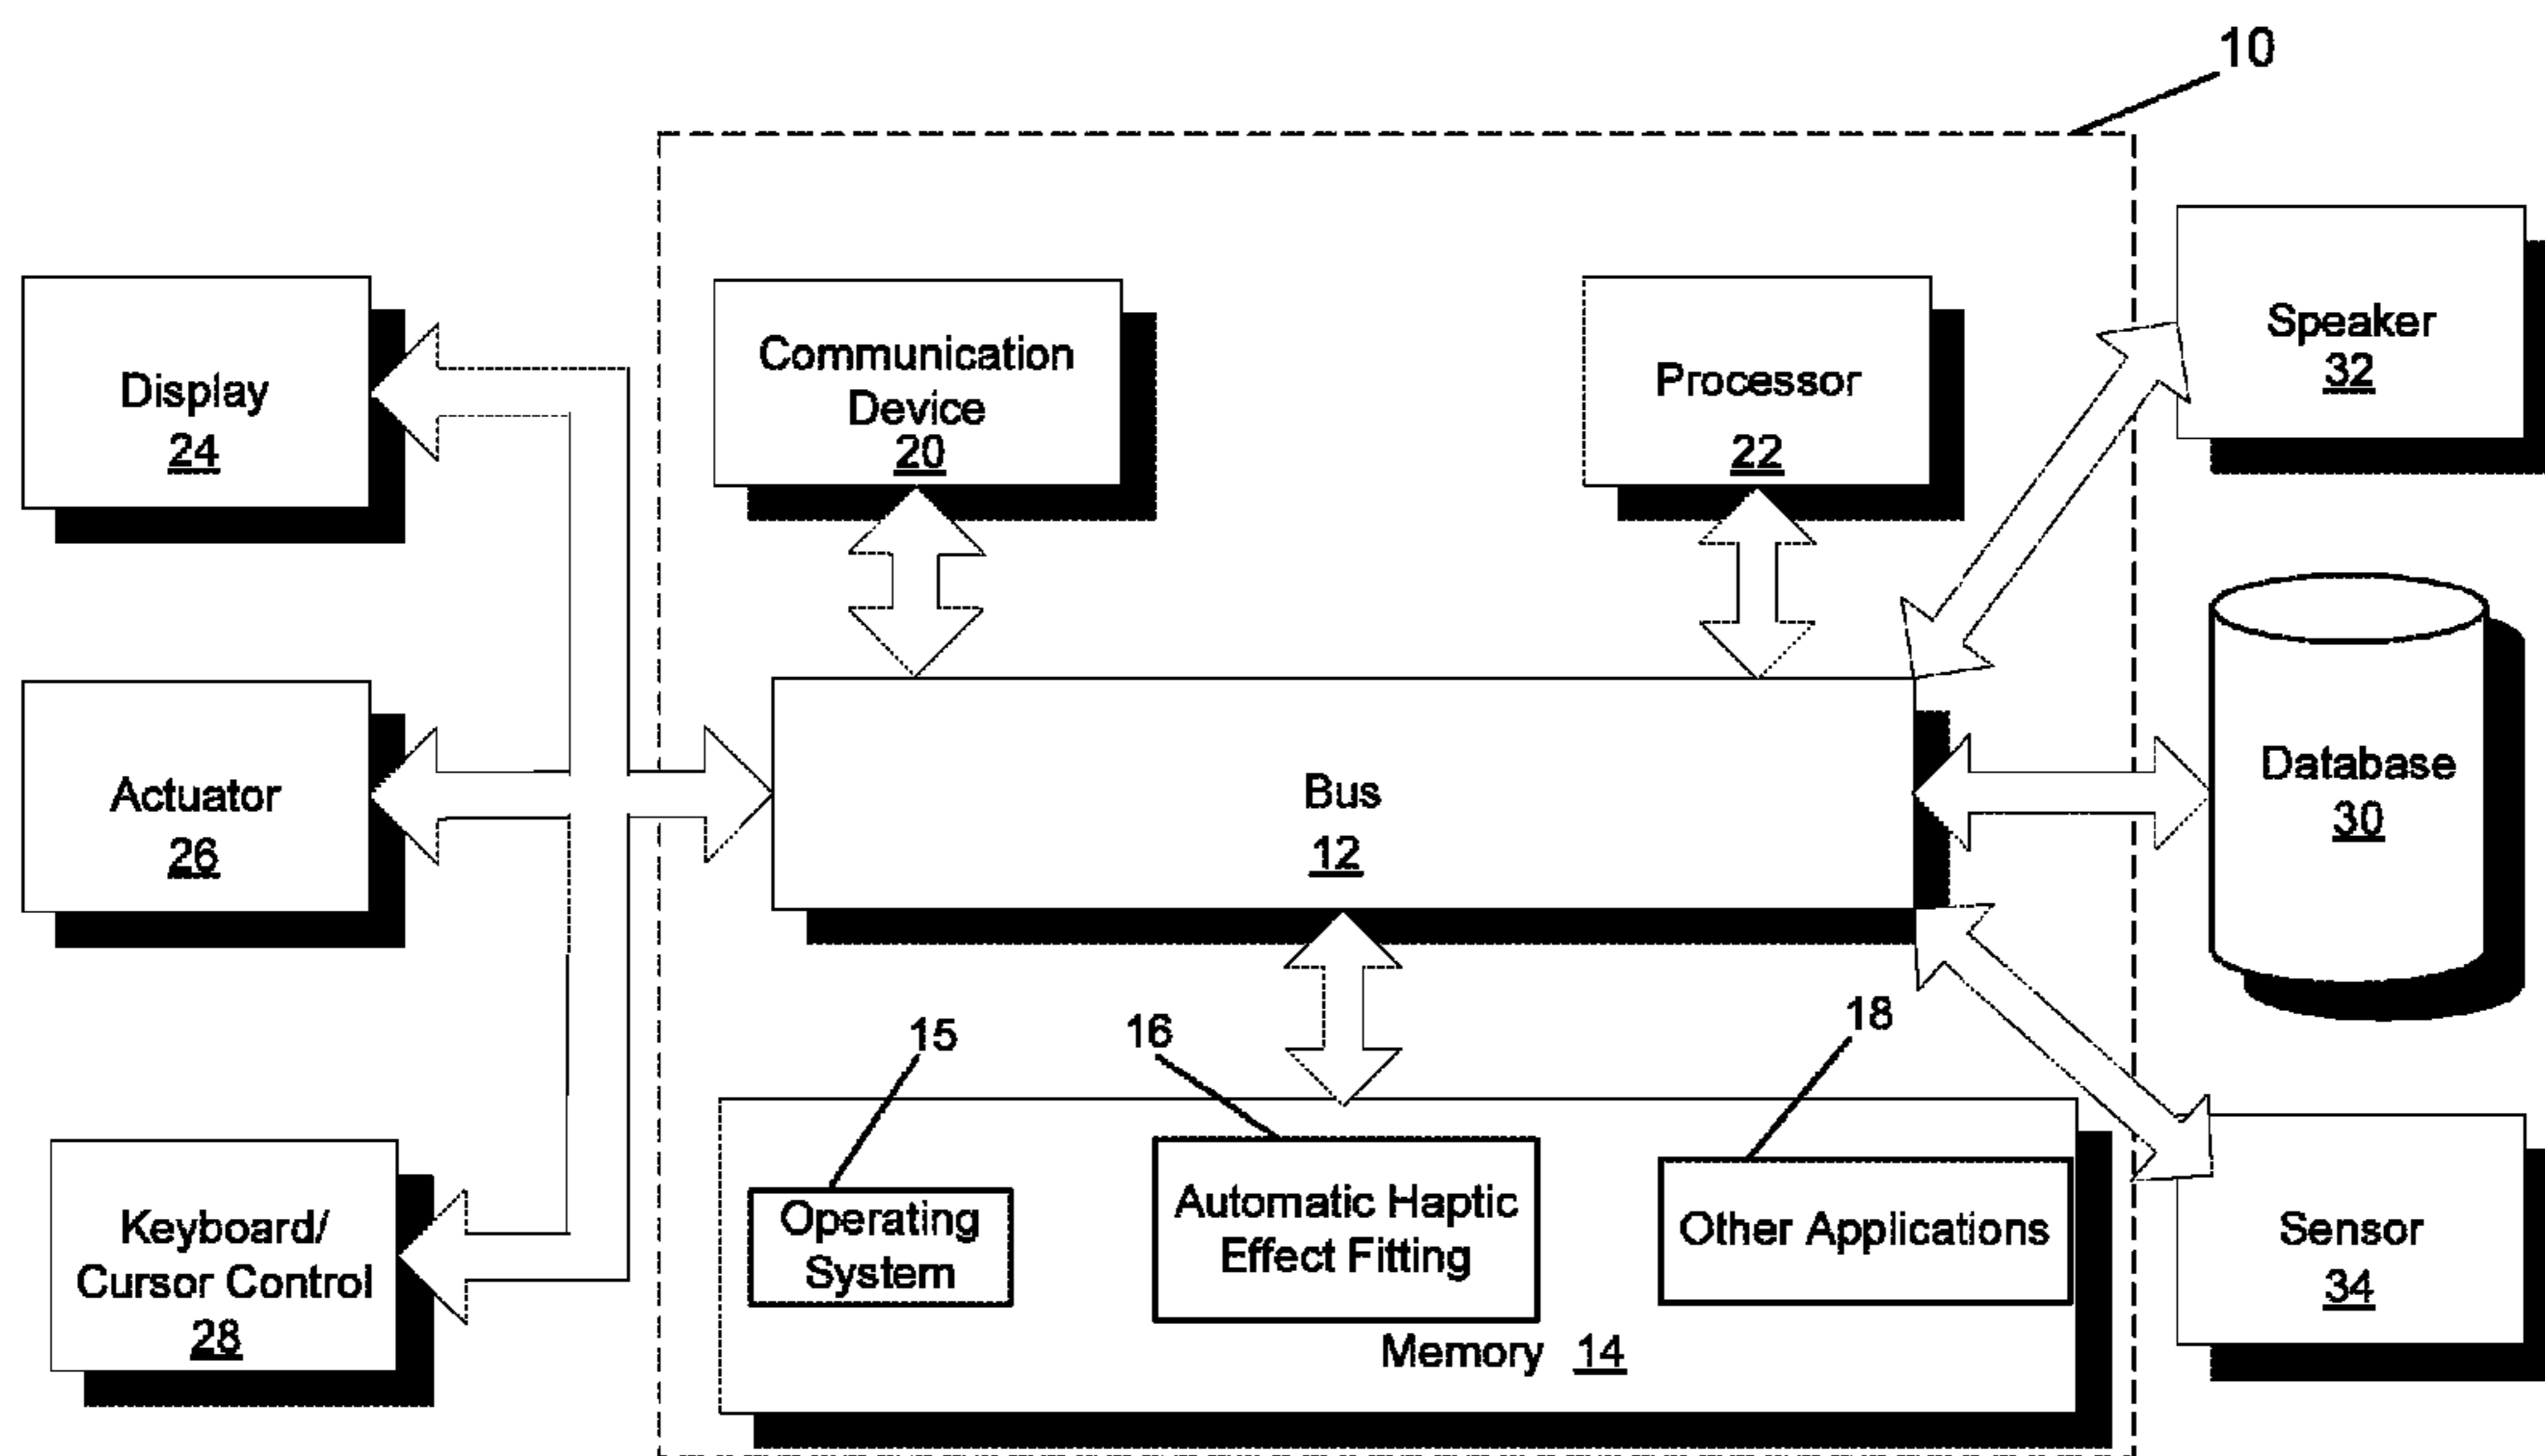 10
Display
24
Communication
Device
20
Processor
22
Speaker
32
Actuator
26
Bus
12
Database
30
15
16
18
Keyboard/
Cursor Control
28
Operating
System
Automatic Haptic
Effect Fitting
Other Applications
Memory 14
Sensor
34